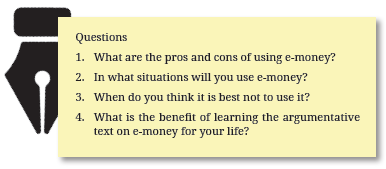 Questions
1. What are the pros and cons of using e-money?
2. In what situations will you use e-money?
3. When do you think it is best not to use it?
4. What is the benefit of learning the argumentative
text on e-money for your life?